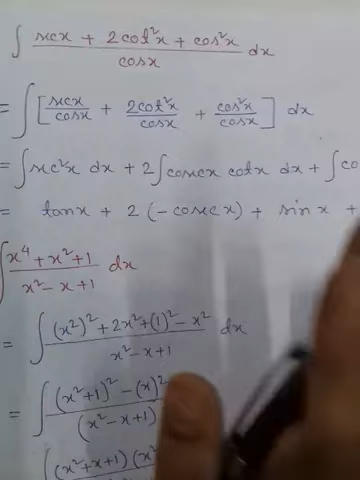 ∫ (secx + 2cot²x + cos²x)/cosx dx
= ∫ [secx/cosx + 2cot²x/cosx + cos²x/cosx] dx
= ∫sec²x dx + 2∫cosecx cotx dx + ∫co
= tanx + 2(-cosecx) + sinx +
∫ (x⁴ + x² + 1)/(x² - x + 1) dx
= ∫ ((x²)² + 2x² + (1)² - x²)/(x² - x + 1) dx
= ∫ ((x² + 1)² - (x)²)/(x² - x + 1)
∫ (x² + x + 1)(x²